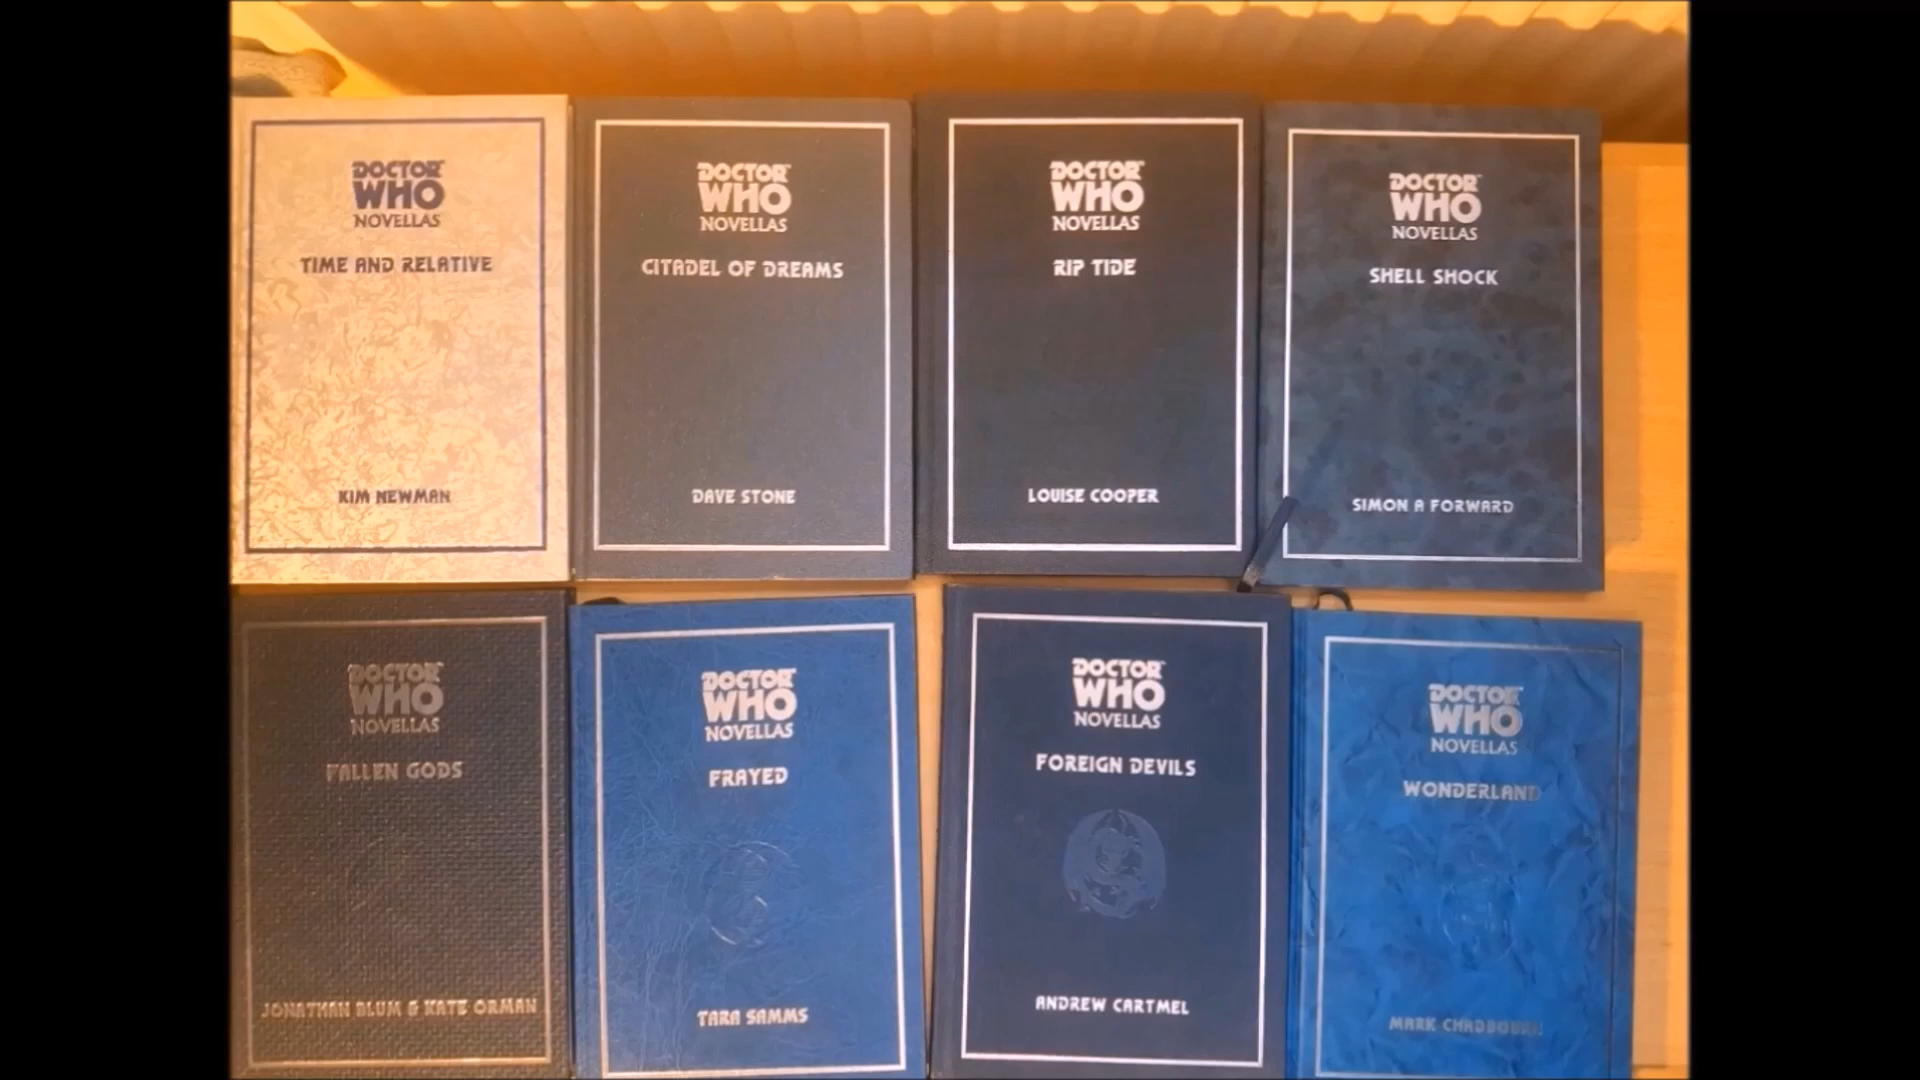 DOCTOR
WHO
NOVELLAS
TIME AND RELATIVE
KIM NEWMAN
DOCTOR
WHO
NOVELLAS
CITADEL OF DREAMS
DAVE STONE
DOCTOR
WHO
NOVELLAS
RIP TIDE
LOUISE COOPER
DOCTOR
WHO
NOVELLAS
SHELL SHOCK
SIMON A FORWARD
DOCTOR
WHO
NOVELLAS
FALLEN GODS
JONATHAN BLUM & KATE ORMAN
DOCTOR
WHO
NOVELLAS
FRAYED
TARA SAMMS
DOCTOR
WHO
NOVELLAS
FOREIGN DEVILS
ANDREW CARTMEL
DOCTOR
WHO
NOVELLAS
WONDERLAND
MARK CHADBOURN